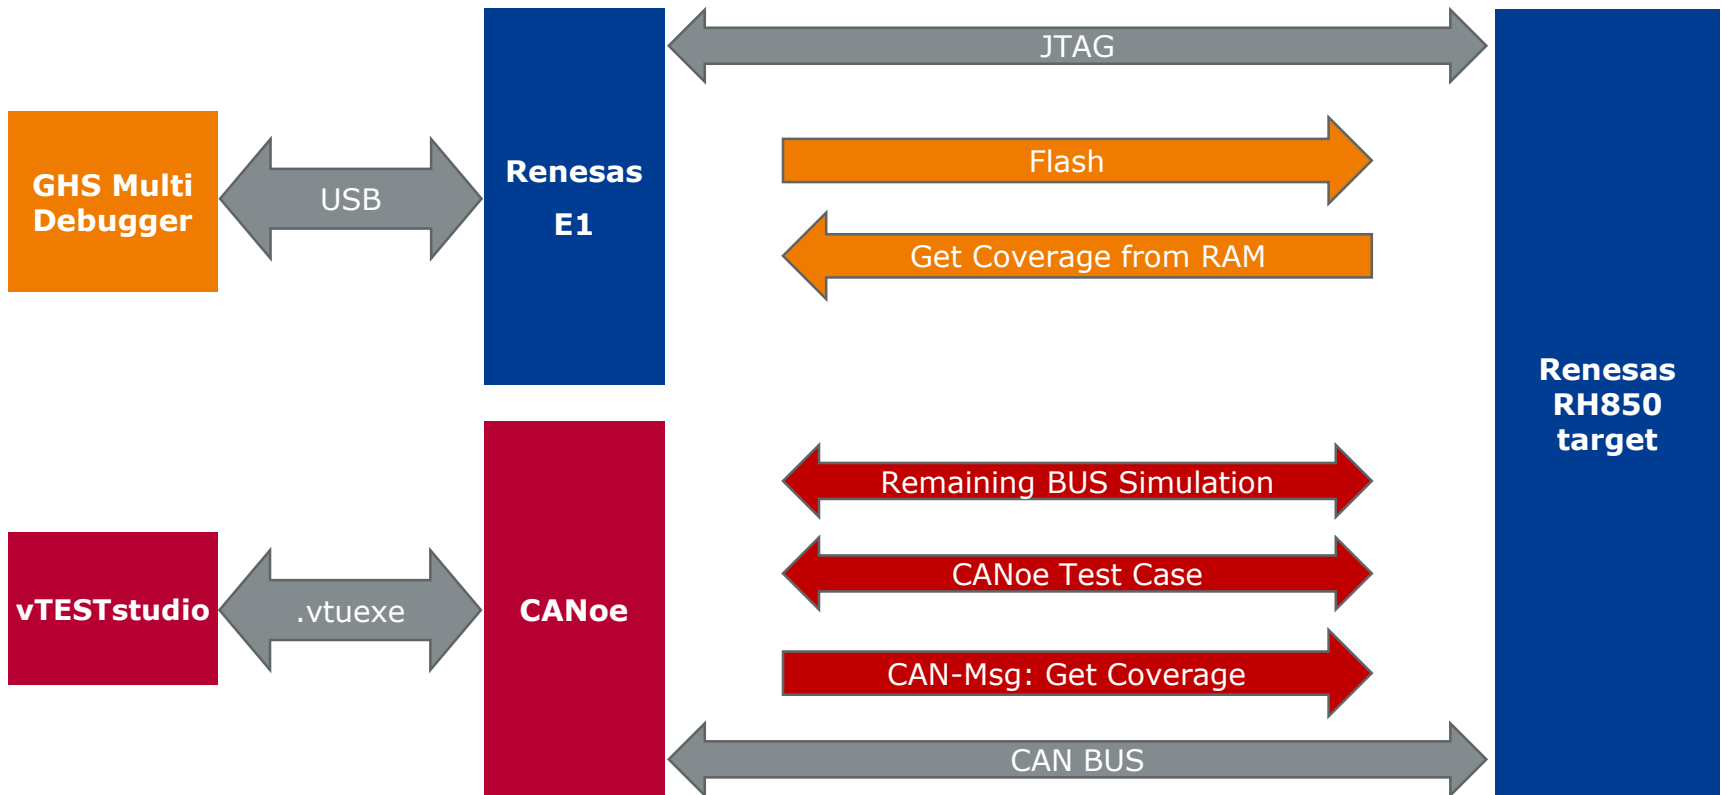 JTAG
GHS Multi
Debugger
USB
Renesas
E1
Flash
Get Coverage from RAM
Renesas
RH850
target
Remaining BUS Simulation
CANoe Test Case
CAN-Msg: Get Coverage
vTESTstudio
.vtuexe
CANoe
CAN BUS